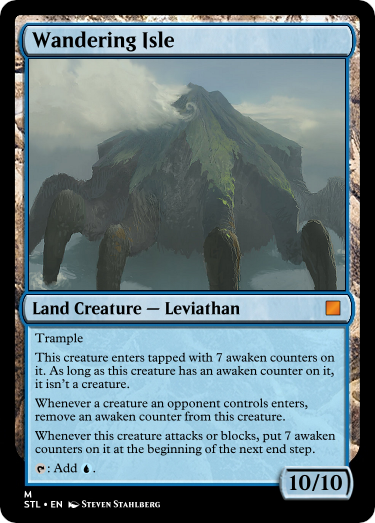 Wandering Isle
Land Creature — Leviathan
Trample
This creature enters tapped with 7 awaken counters on
it. As long as this creature has an awaken counter on it,
it isn't a creature.
Whenever a creature an opponent controls enters,
remove an awaken counter from this creature.
Whenever this creature attacks or blocks, put 7 awaken
counters on it at the beginning of the next end step.
: Add .
10/10
M
STL • EN Steven Stahlberg